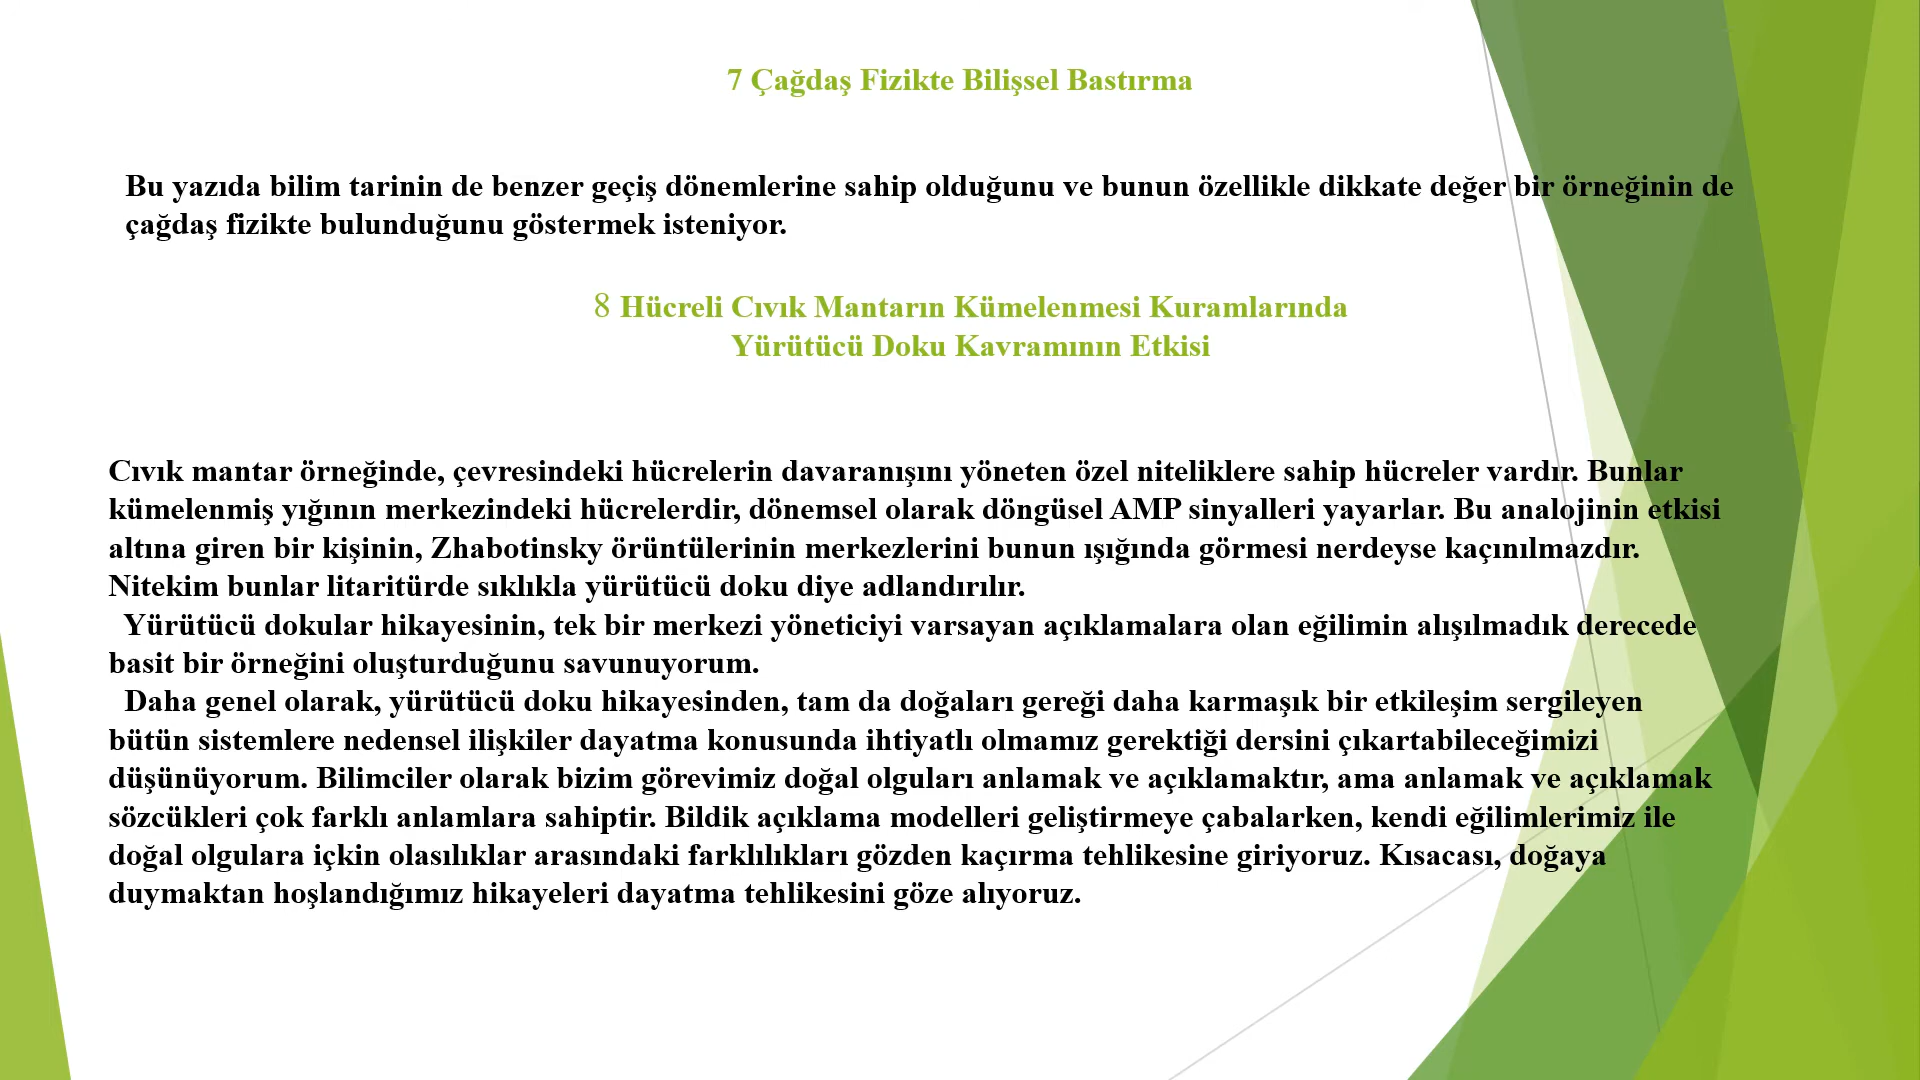 7 Çağdaş Fizikte Bilişsel Bastırma
Bu yazıda bilim tarinin de benzer geçiş dönemlerine sahip olduğunu ve bunun özellikle dikkate değer bir örneğinin de
çağdaş fizikte bulunduğunu göstermek isteniyor.
8 Hücreli Cıvık Mantarın Kümelenmesi Kuramlarında
Yürütücü Doku Kavramının Etkisi
Cıvık mantar örneğinde, çevresindeki hücrelerin davaranışını yöneten özel niteliklere sahip hücreler vardır. Bunlar
kümelenmiş yığının merkezindeki hücrelerdir, dönemsel olarak döngüsel AMP sinyalleri yayarlar. Bu analojinin etkisi
altına giren bir kişinin, Zhabotinsky örüntülerinin merkezlerini bunun ışığında görmesi nerdeyse kaçınılmazdır.
Nitekim bunlar litaritürde sıklıkla yürütücü doku diye adlandırılır.
Yürütücü dokular hikayesinin, tek bir merkezi yöneticiyi varsayan açıklamalara olan eğilimin alışılmadık derecede
basit bir örneğini oluşturduğunu savunuyorum.
Daha genel olarak, yürütücü doku hikayesinden, tam da doğaları gereği daha karmaşık bir etkileşim sergileyen
bütün sistemlere nedensel ilişkiler dayatma konusunda ihtiyatlı olmamız gerektiği dersini çıkartabileceğimizi
düşünüyorum. Bilimciler olarak bizim görevimiz doğal olguları anlamak ve açıklamaktır, ama anlamak ve açıklamak
sözcükleri çok farklı anlamlara sahiptir. Bildik açıklama modelleri geliştirmeye çabalarken, kendi eğilimlerimiz ile
doğal olgulara içkin olasılıklar arasındaki farklılıkları gözden kaçırma tehlikesine giriyoruz. Kısacası, doğaya
duymaktan hoşlandığımız hikayeleri dayatma tehlikesini göze alıyoruz.